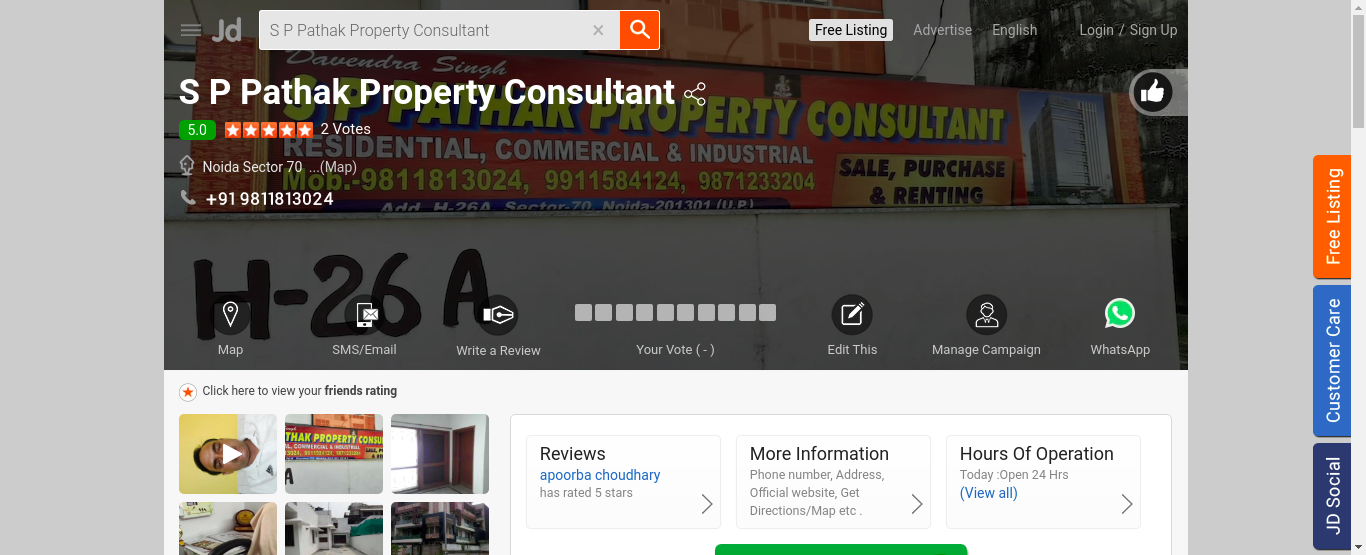 Jd
S P Pathak Property Consultant
Free Listing
Advertise
English
Login / Sign Up
Davendra Singh
S P Pathak Property Consultant
PROPERTY CONSULTANT
5.0
2 Votes
RESIDENTIAL, COMMERCIAL & INDUSTRIAL
SALE, PURCHASE
& RENTING
Noida Sector 70 ...(Map)
Mob.-9811813024, 9911584124, 9871233204
+91 9811813024
Add. H-26A, Sector-70, Noida-201301 (U.P.)
H-26 A
Map
SMS/Email
Write a Review
Your Vote ( - )
Edit This
Manage Campaign
WhatsApp
Free Listing
Customer Care
JD Social
Click here to view your friends rating
THAK PROPERTY CONSU
L, COMMERCIAL & INDUSTRIAL
Reviews
apoorba choudhary
has rated 5 stars
More Information
Phone number, Address,
Official website, Get
Directions/Map etc .
Hours Of Operation
Today :Open 24 Hrs
(View all)